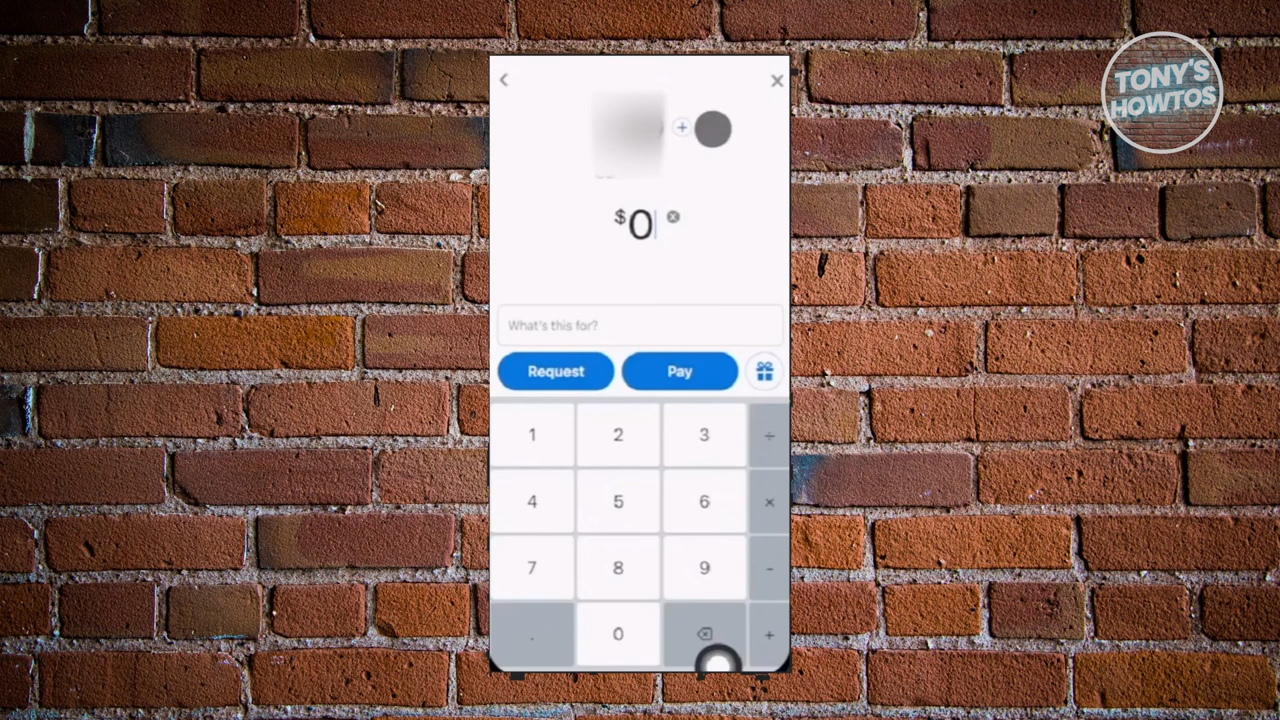 TONY'S
HOWTOS
$0
What's this for?
Request
Pay
1 2 3 ÷
4 5 6 ×
7 8 9 -
. 0 +